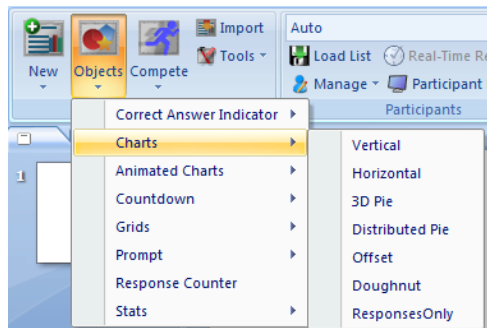 Import
Auto
Tools
Load List Real-Time Re
New Objects Compete
Manage Participant
Participants
Correct Answer Indicator
Charts
Vertical
1
Animated Charts
Horizontal
Countdown
3D Pie
Grids
Distributed Pie
Prompt
Offset
Response Counter
Doughnut
Stats
ResponsesOnly